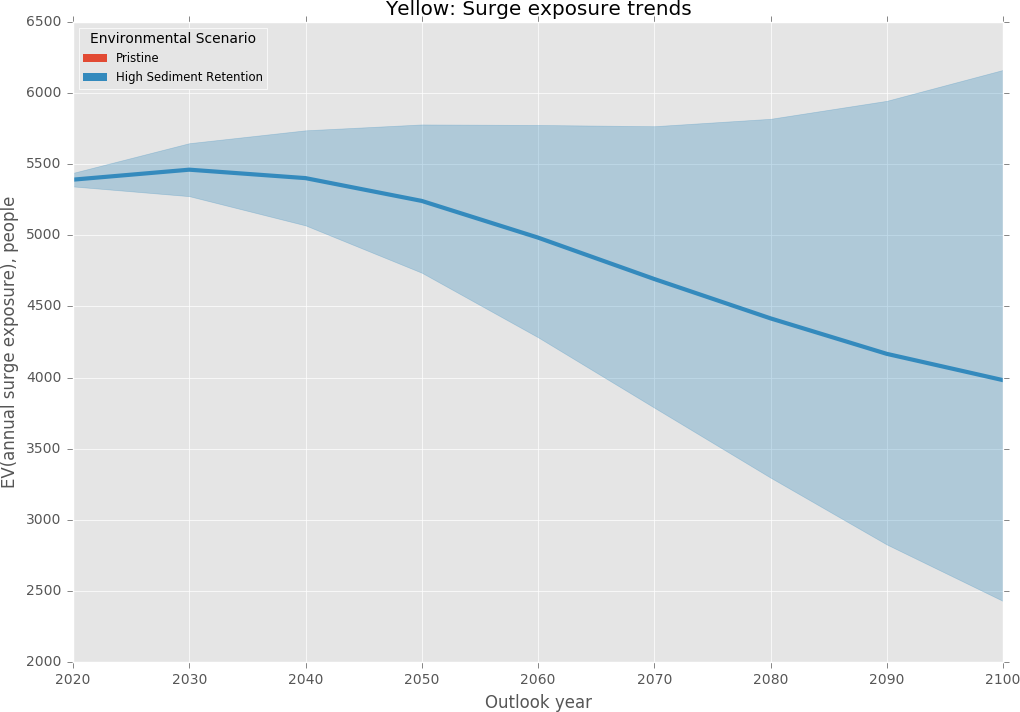 Yellow: Surge exposure trends
Environmental Scenario
Pristine
High Sediment Retention
EV(annual surge exposure), people
6500
6000
5500
5000
4500
4000
3500
3000
2500
2000
2020 2030 2040 2050 2060 2070 2080 2090 2100
Outlook year